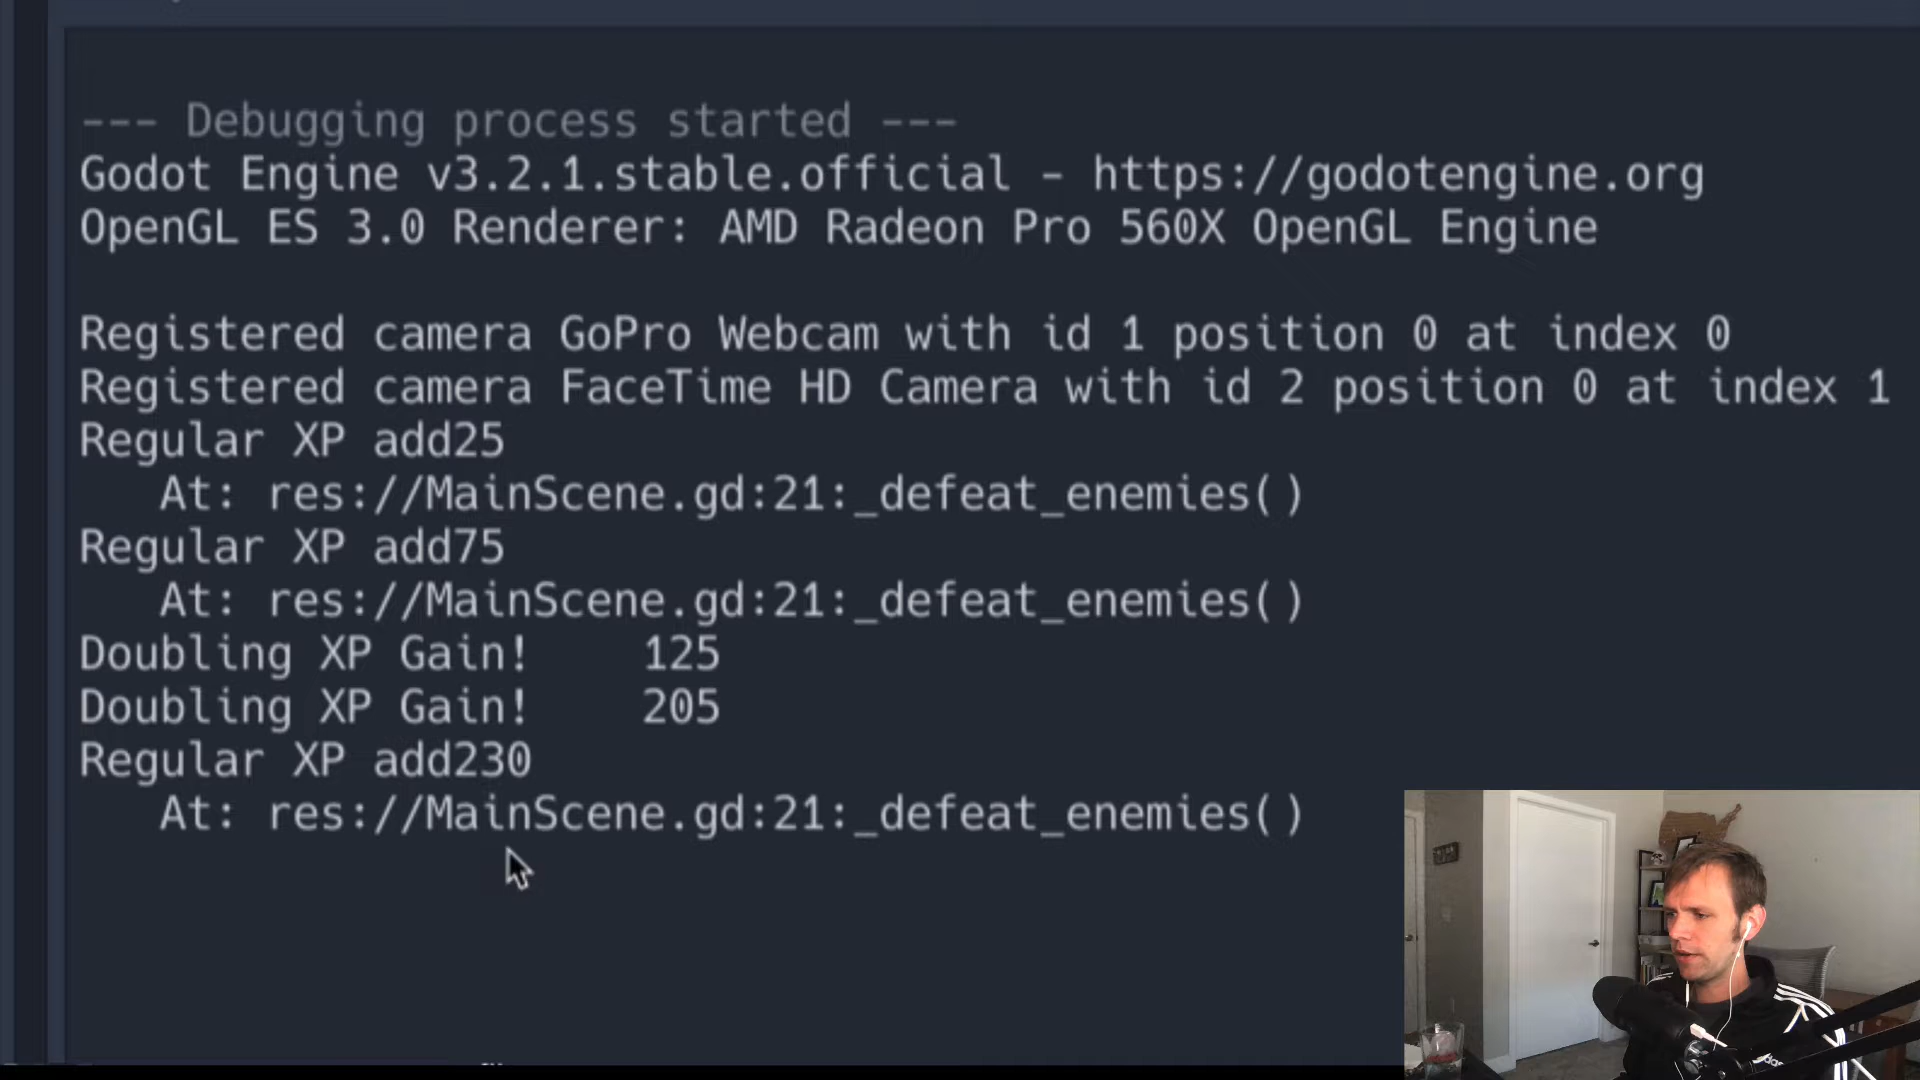 --- Debugging process started ---
Godot Engine v3.2.1.stable.official - https://godotengine.org
OpenGL ES 3.0 Renderer: AMD Radeon Pro 560X OpenGL Engine
Registered camera GoPro Webcam with id 1 position 0 at index 0
Registered camera FaceTime HD Camera with id 2 position 0 at index 1
Regular XP add25
   At: res://MainScene.gd:21:_defeat_enemies()
Regular XP add75
   At: res://MainScene.gd:21:_defeat_enemies()
Doubling XP Gain!    125
Doubling XP Gain!    205
Regular XP add230
   At: res://MainScene.gd:21:_defeat_enemies()